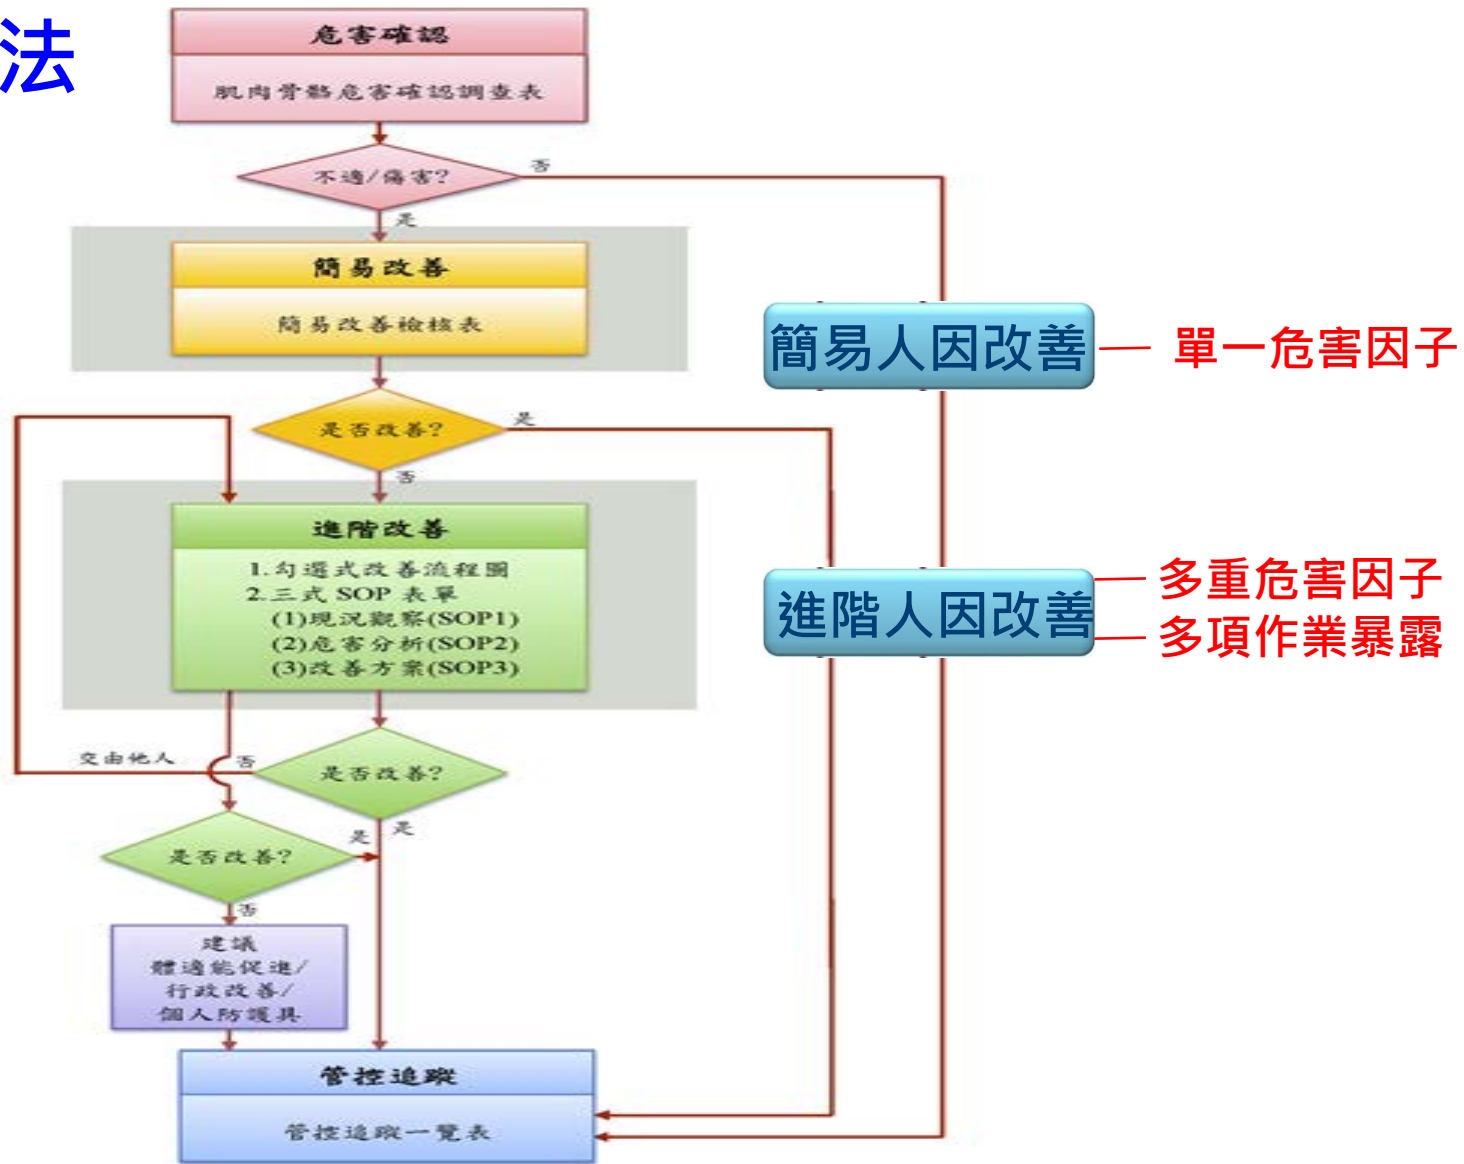 法
危害確認
肌肉骨骼危害確認調查表
不適/傷害?
否
是
簡易改善
簡易改善檢核表
簡易人因改善
單一危害因子
是否改善?
是
否
進階改善
1.勾選式改善流程圖
2.三式 SOP 表單
(1)現況觀察(SOP1)
(2)危害分析(SOP2)
(3)改善方案(SOP3)
進階人因改善
多重危害因子
多項作業暴露
交由他人
否
是否改善?
是
是
是否改善?
否
建議
體適能促進/
行政改善/
個人防護具
管控追蹤
管控追蹤一覽表